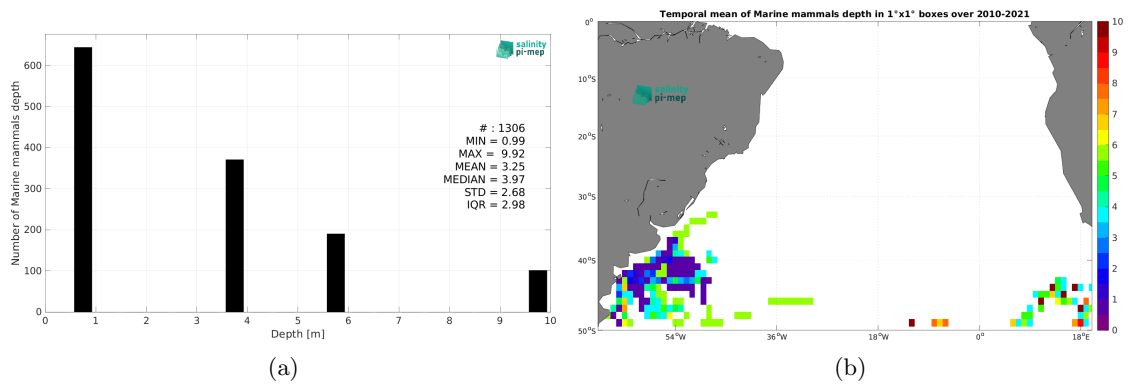 salinity
pi-mep
# : 1306
MIN = 0.99
MAX = 9.92
MEAN = 3.25
MEDIAN = 3.97
STD = 2.68
IQR = 2.98
Number of Marine mammals depth
600
500
400
300
200
100
0
0 1 2 3 4 5 6 7 8 9 10
Depth [m]
(a)
Temporal mean of Marine mammals depth in 1°x1° boxes over 2010-2021
salinity
pi-mep
0°
10°S
20°S
30°S
40°S
50°S
54°W 36°W 18°W 0° 18°E
10
9
8
7
6
5
4
3
2
1
0
(b)